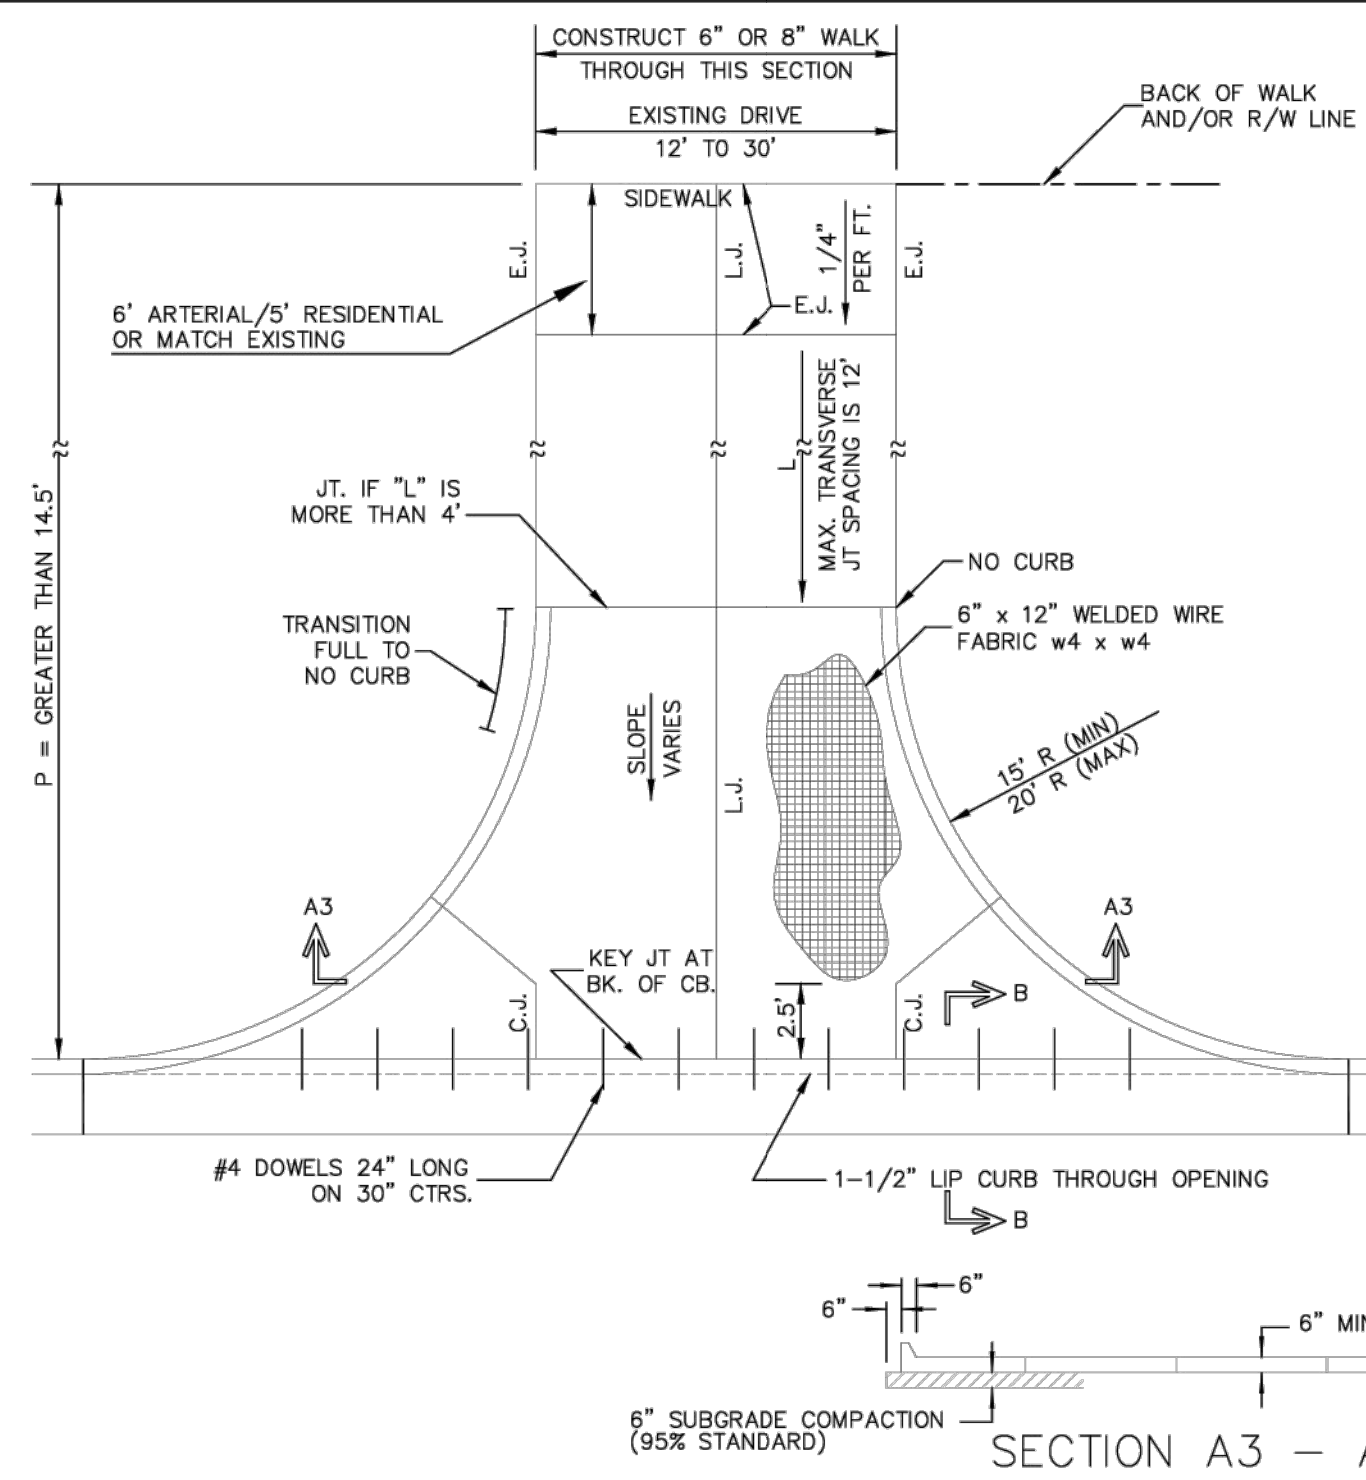 CONSTRUCT 6" OR 8" WALK
THROUGH THIS SECTION
EXISTING DRIVE
12' TO 30'
BACK OF WALK
AND/OR R/W LINE
SIDEWALK
E.J.
L.J.
1/4"
PER FT.
E.J.
E.J.
6' ARTERIAL/5' RESIDENTIAL
OR MATCH EXISTING
L
MAX. TRANSVERSE
JT SPACING IS 12'
P = GREATER THAN 14.5'
JT. IF "L" IS
MORE THAN 4'
NO CURB
6" x 12" WELDED WIRE
FABRIC w4 x w4
TRANSITION
FULL TO
NO CURB
SLOPE
VARIES
L.J.
15' R (MIN)
20' R (MAX)
A3
A3
KEY JT AT
BK. OF CB.
C.J.
2.5'
C.J.
B
#4 DOWELS 24" LONG
ON 30" CTRS.
1-1/2" LIP CURB THROUGH OPENING
B
6"
6"
6" MIN
6" SUBGRADE COMPACTION
(95% STANDARD)
SECTION A3 -